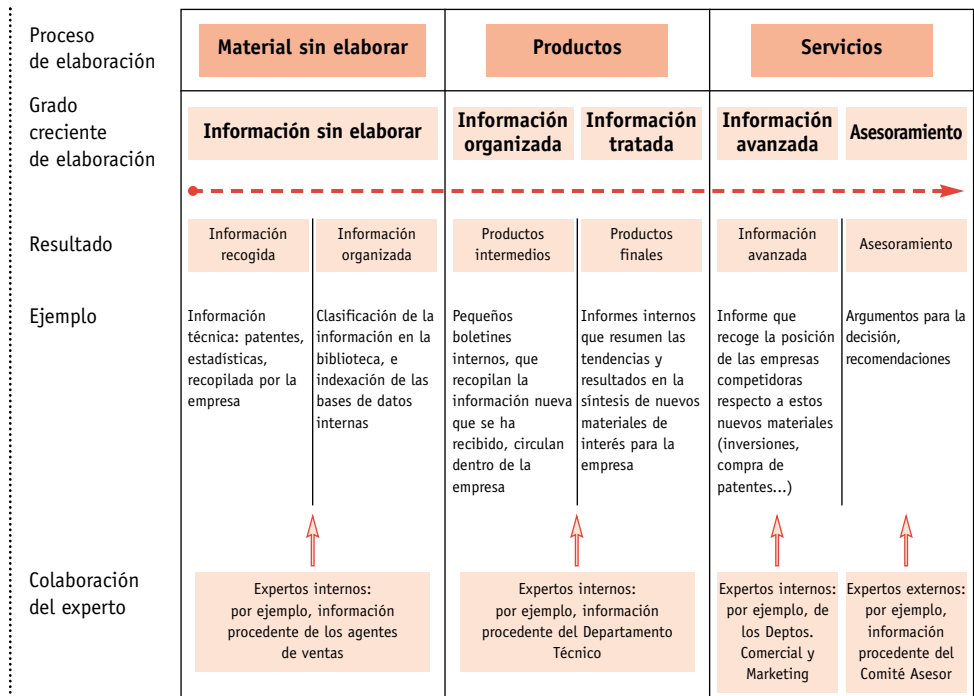 Proceso
de elaboración
Material sin elaborar
Productos
Servicios
Grado
creciente
de elaboración
Información sin elaborar
Información
organizada
Información
tratada
Información
avanzada
Asesoramiento
Resultado
Información
recogida
Información
organizada
Productos
intermedios
Productos
finales
Información
avanzada
Asesoramiento
Ejemplo
Información
técnica: patentes,
estadísticas,
recopilada por la
empresa
Clasificación de la
información en la
biblioteca, e
indexación de las
bases de datos
internas
Pequeños
boletines
internos, que
recopilan la
información nueva
que se ha
recibido, circulan
dentro de la
empresa
Informes internos
que resumen las
tendencias y
resultados en la
síntesis de nuevos
materiales de
interés para la
empresa
Informe que
recoge la posición
de las empresas
competidoras
respecto a estos
nuevos materiales
(inversiones,
compra de
patentes...)
Argumentos para la
decisión,
recomendaciones
Colaboración
del experto
Expertos internos:
por ejemplo, información
procedente de los agentes
de ventas
Expertos internos:
por ejemplo, información
procedente del Departamento
Técnico
Expertos internos:
por ejemplo, de
los Deptos.
Comercial y
Marketing
Expertos externos:
por ejemplo,
información
procedente del
Comité Asesor